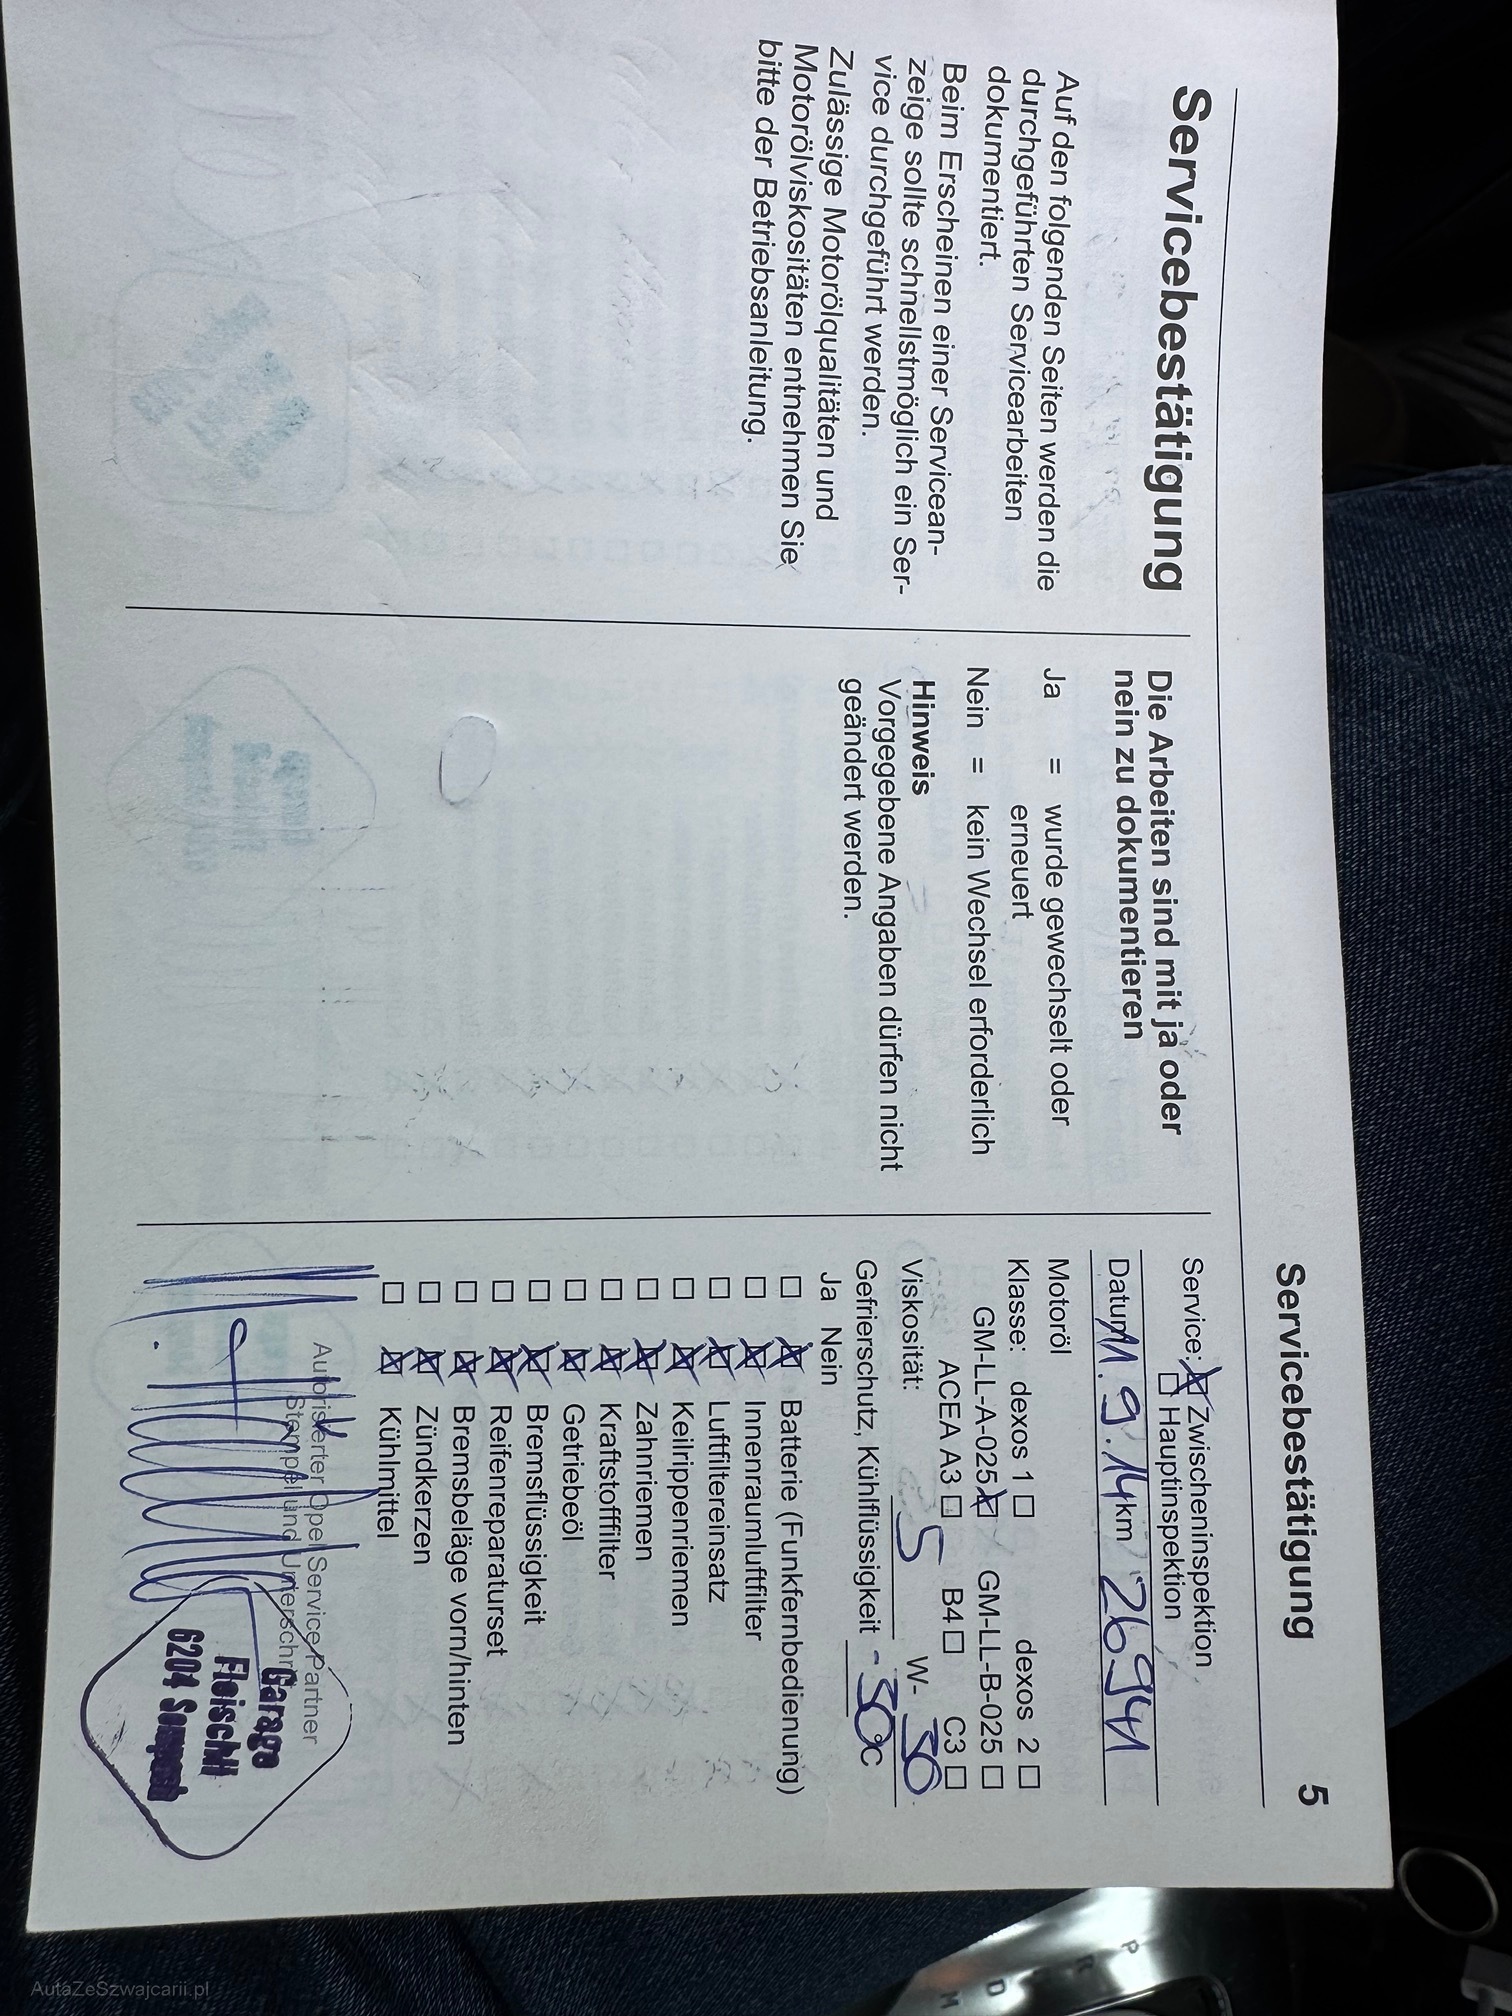 Servicebestätigung 5
Servicebestätigung
Auf den folgenden Seiten werden die
durchgeführten Servicearbeiten
dokumentiert.
Beim Erscheinen einer Servicean-
zeige sollte schnellstmöglich ein Ser-
vice durchgeführt werden.
Zulässige Motorölqualitäten und
Motorölviskositäten entnehmen Sie
bitte der Betriebsanleitung.
Die Arbeiten sind mit ja oder
nein zu dokumentieren
Ja = wurde gewechselt oder
erneuert
Nein = kein Wechsel erforderlich
Hinweis
Vorgegebene Angaben dürfen nicht
geändert werden.
Service: ☒ Zwischeninspektion
☐ Hauptinspektion
Datum 11.9.14 km 26941
Motoröl
Klasse: dexos 1 ☐ dexos 2 ☐
GM-LL-A-025 ☒ GM-LL-B-025 ☐
ACEA A3 ☐ B4 ☐ C3 ☐
Viskosität: 5 W- 30
Gefrierschutz, Kühlflüssigkeit -30°C
Ja Nein
☐ ☒ Batterie (Funkfernbedienung)
☐ ☒ Innenraumluftfilter
☐ ☒ Luftfiltereinsatz
☐ ☒ Keilrippenriemen
☐ ☒ Zahnriemen
☐ ☒ Kraftstofffilter
☐ ☒ Getriebeöl
☐ ☒ Bremsflüssigkeit
☐ ☒ Reifenreparaturset
☐ ☒ Bremsbeläge vorn/hinten
☐ ☒ Zündkerzen
☐ ☒ Kühlmittel
Autorisierter Opel Service Partner
Stempel und Unterschrift
Garage
Fleischli
6204 Sempach
P
R
D
M
AutaZeSzwajcarii.pl